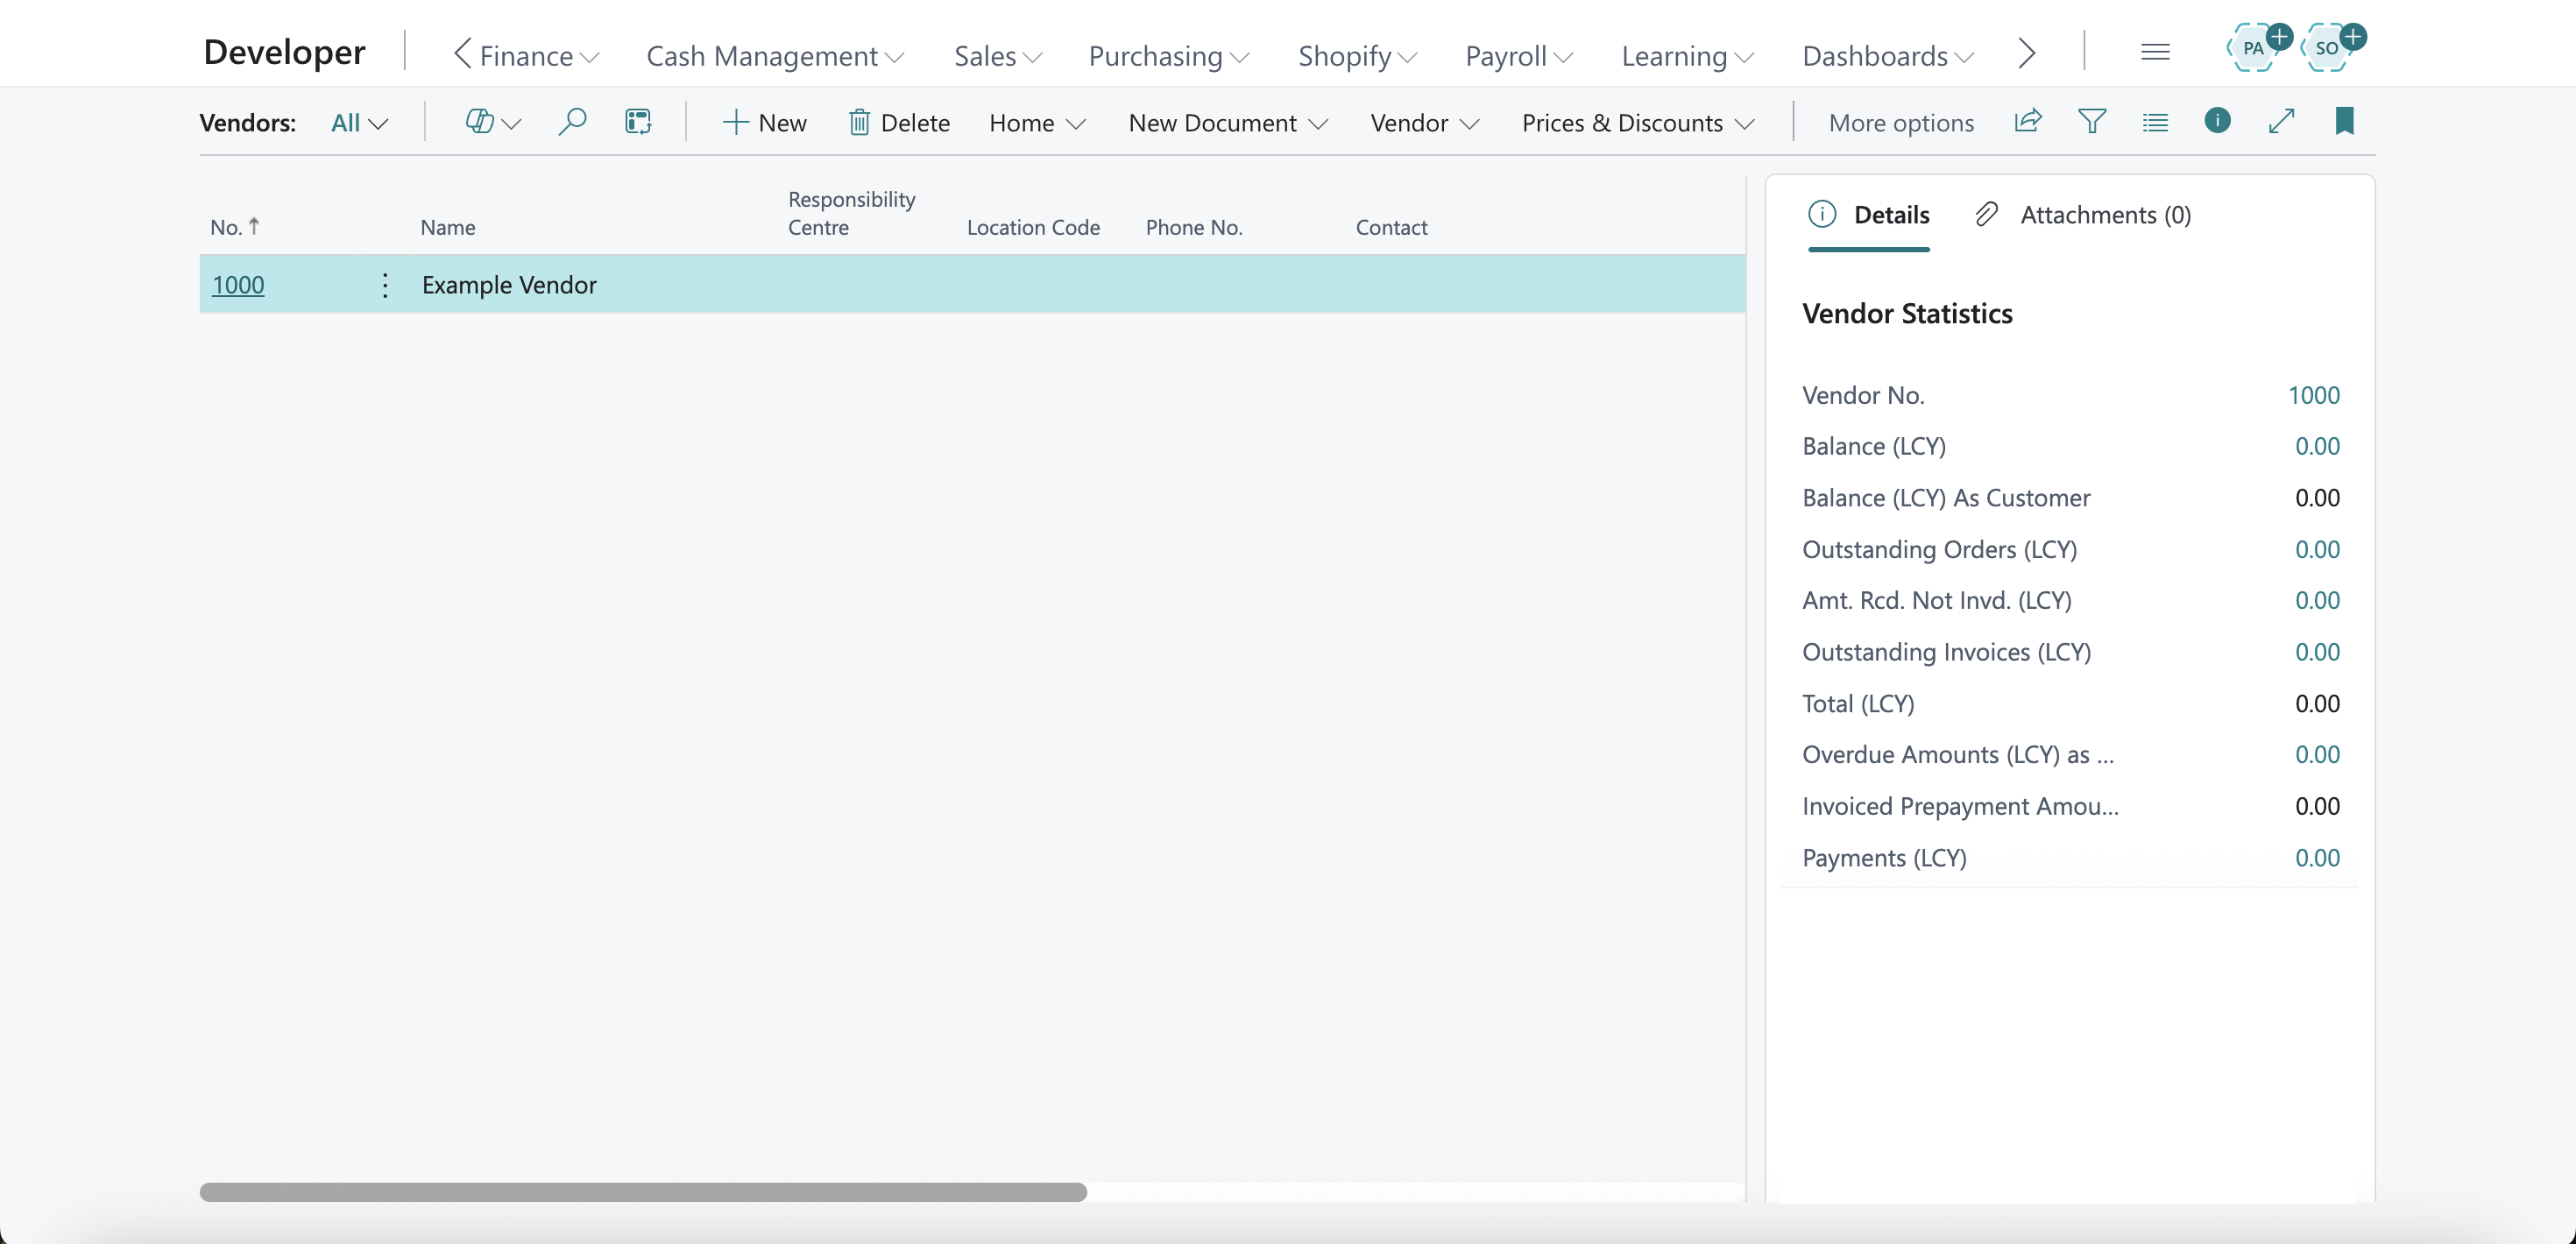 Developer
Finance
Cash Management
Sales
Purchasing
Shopify
Payroll
Learning
Dashboards
PA
SO
Vendors:
All
New
Delete
Home
New Document
Vendor
Prices & Discounts
More options
No.
Name
Responsibility
Centre
Location Code
Phone No.
Contact
1000
Example Vendor
Details
Attachments (0)
Vendor Statistics
Vendor No. 1000
Balance (LCY) 0.00
Balance (LCY) As Customer 0.00
Outstanding Orders (LCY) 0.00
Amt. Rcd. Not Invd. (LCY) 0.00
Outstanding Invoices (LCY) 0.00
Total (LCY) 0.00
Overdue Amounts (LCY) as ... 0.00
Invoiced Prepayment Amou... 0.00
Payments (LCY) 0.00